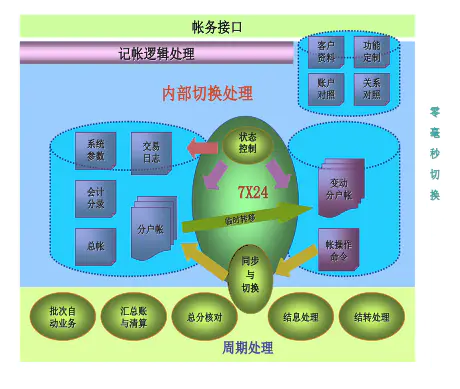 帐务接口
记帐逻辑处理
客户
资料
功能
定制
账户
对照
关系
对照
内部切换处理
系统
参数
交易
日志
状态
控制
会计
分录
7X24
变动
分户帐
分户帐
临时转移
总帐
同步
与
切换
帐操作
命令
零
毫
秒
切
换
批次自
动业务
汇总账
与清算
总分核对
结息处理
结转处理
周期处理